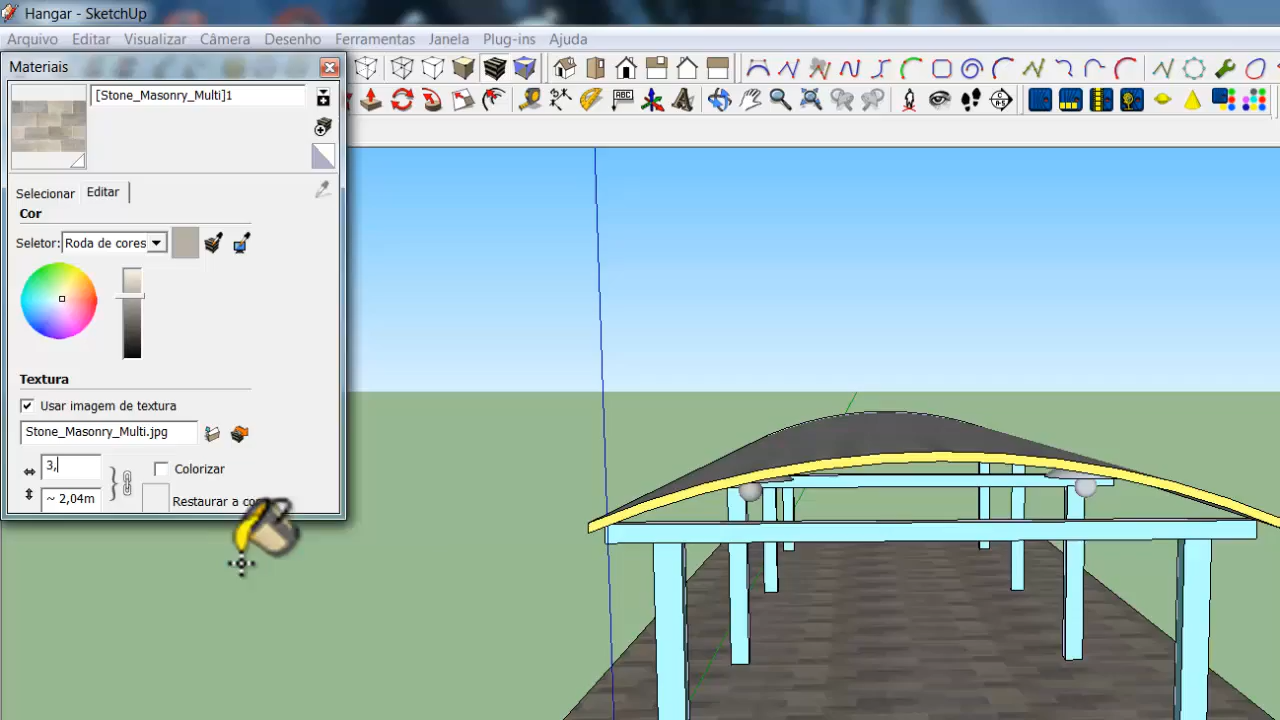 Hangar - SketchUp
Arquivo Editar Visualizar Câmera Desenho Ferramentas Janela Plug-ins Ajuda
Materiais
[Stone_Masonry_Multi]1
ABC
Selecionar Editar
Cor
Seletor: Roda de cores
Textura
Usar imagem de textura
Stone_Masonry_Multi.jpg
3, Colorizar
~ 2,04m Restaurar a